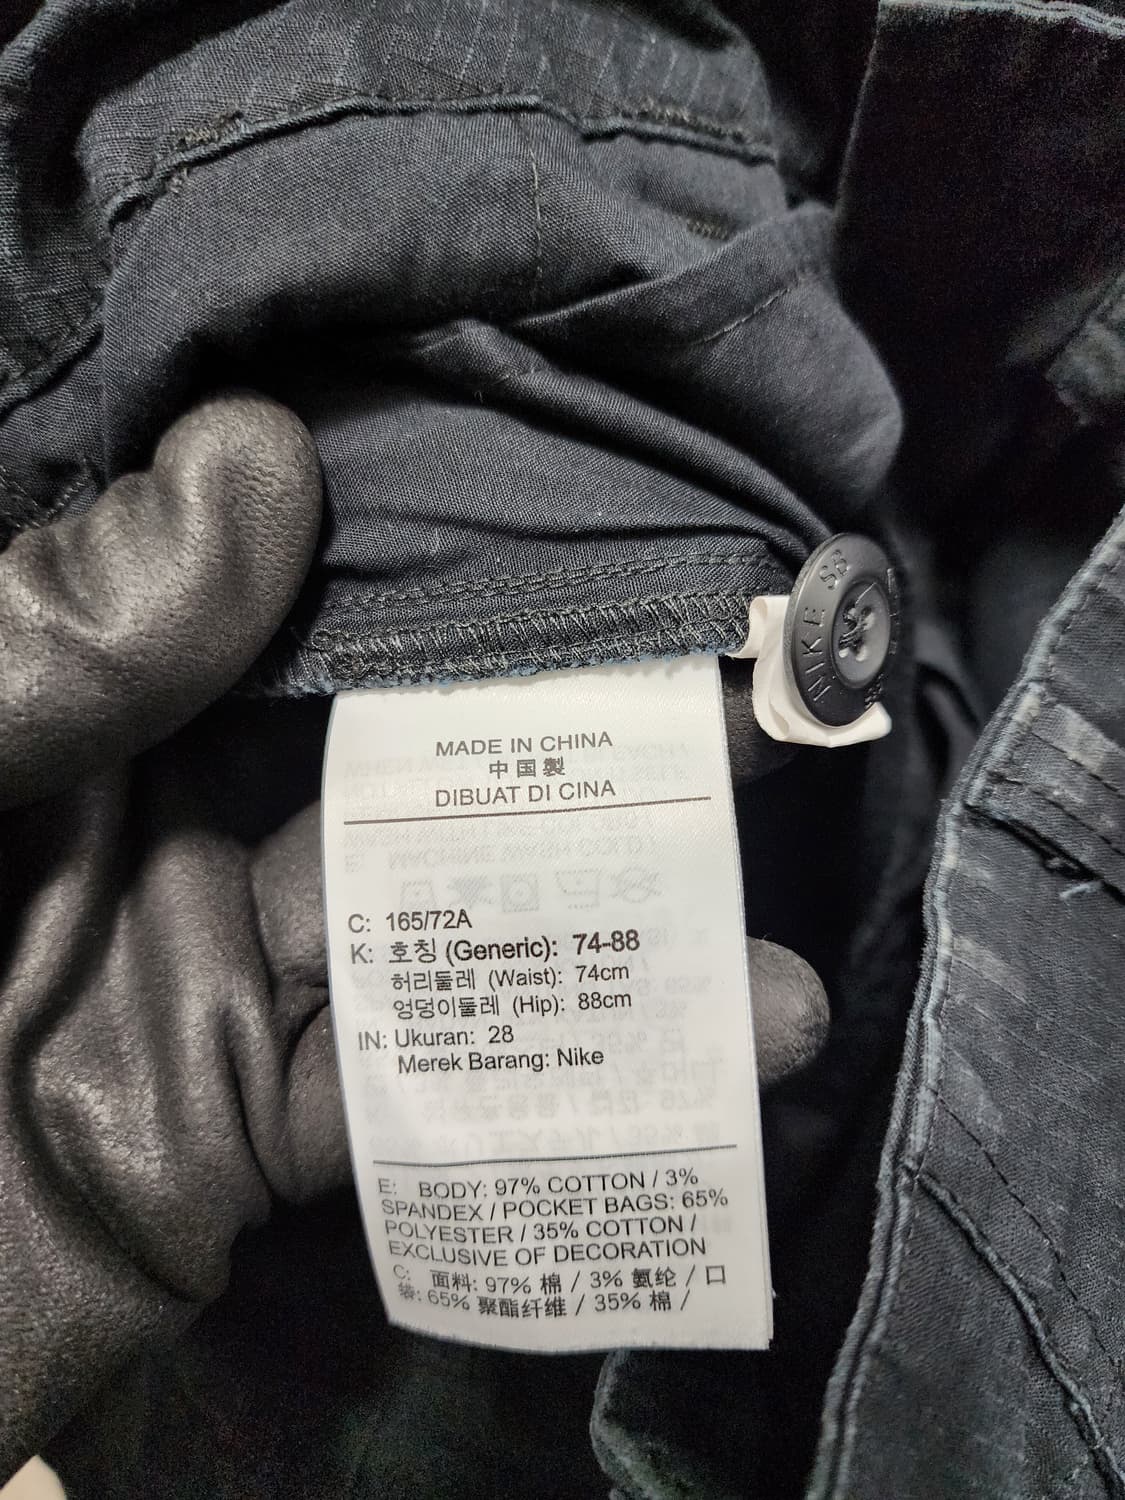 NIKE SB
MADE IN CHINA
中国製
DIBUAT DI CINA
C: 165/72A
K: 호칭 (Generic): 74-88
허리둘레 (Waist): 74cm
엉덩이둘레 (Hip): 88cm
IN: Ukuran: 28
Merek Barang: Nike
E: BODY: 97% COTTON / 3%
SPANDEX / POCKET BAGS: 65%
POLYESTER / 35% COTTON /
EXCLUSIVE OF DECORATION
C: 面料: 97% 棉 / 3% 氨纶 / 口
袋: 65% 聚酯纤维 / 35% 棉 /